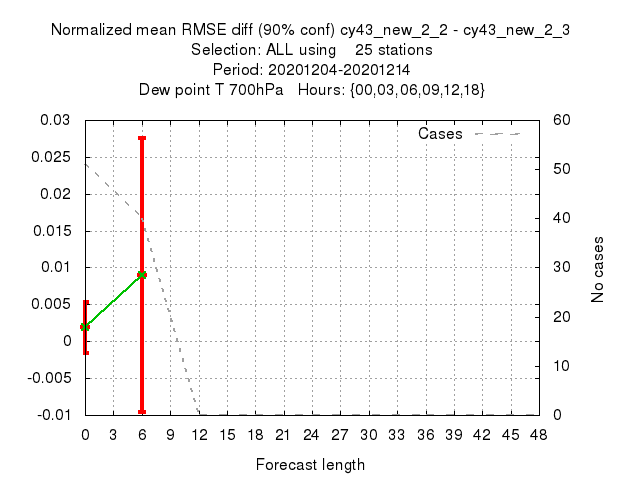 Normalized mean RMSE diff (90% conf) cy43_new_2_2 - cy43_new_2_3
Selection: ALL using    25 stations
Period: 20201204-20201214
Dew point T 700hPa   Hours: {00,03,06,09,12,18}
Cases
0.03
0.025
0.02
0.015
0.01
0.005
0
-0.005
-0.01
60
50
40
30
20
10
0
No cases
0 3 6 9 12 15 18 21 24 27 30 33 36 39 42 45 48
Forecast length